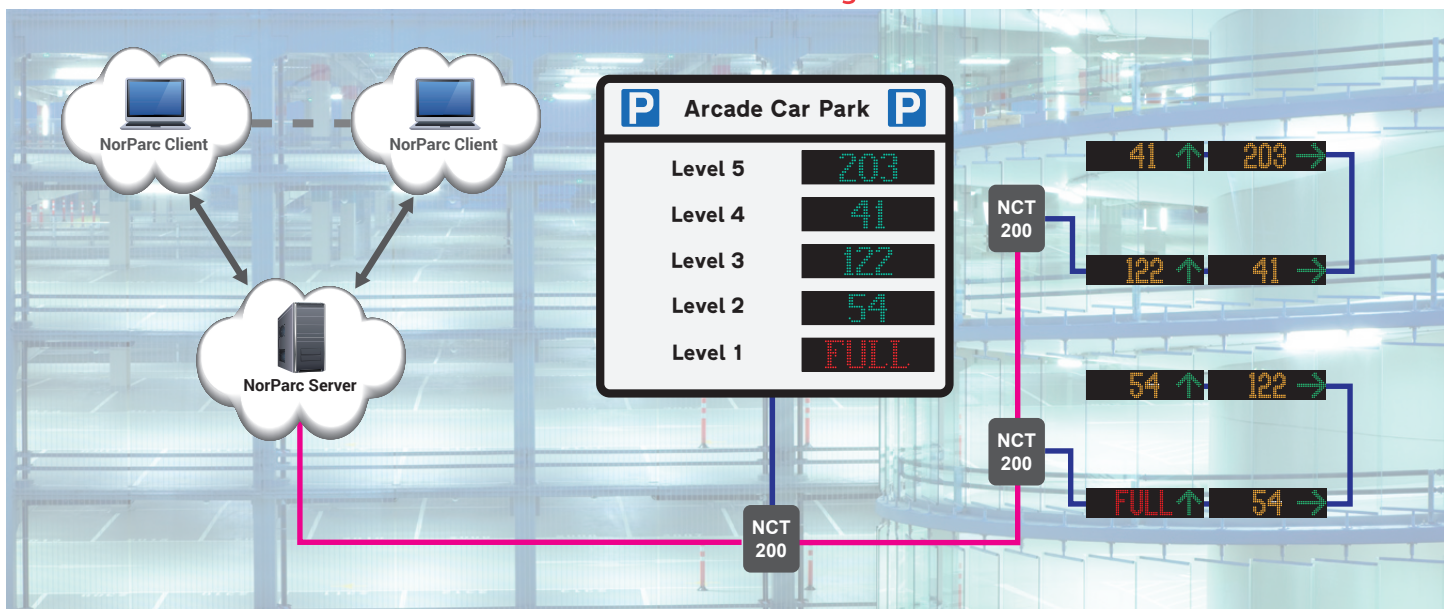 NorParc Client
NorParc Client
NorParc Server
P Arcade Car Park P
Level 5 203
Level 4 41
Level 3 122
Level 2 54
Level 1 FULL
NCT
200
NCT
200
NCT
200
41 ↑ 203 →
122 ↑ 41 →
54 ↑ 122 →
FULL ↑ 54 →